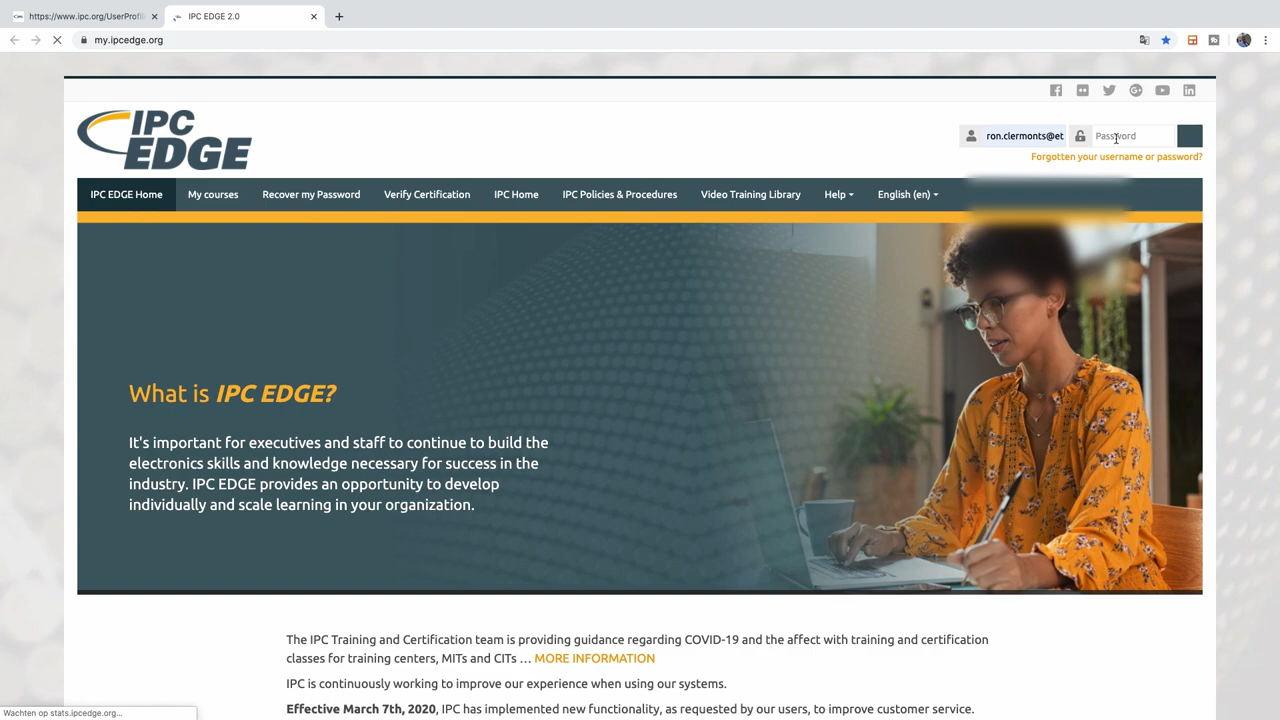 https://www.ipc.org/UserProfil
IPC EDGE 2.0
my.ipcedge.org
IPC EDGE
ron.clermonts@et
Password
Forgotten your username or password?
IPC EDGE Home My courses Recover my Password Verify Certification IPC Home IPC Policies & Procedures Video Training Library Help English (en)
What is IPC EDGE?
It's important for executives and staff to continue to build the
electronics skills and knowledge necessary for success in the
industry. IPC EDGE provides an opportunity to develop
individually and scale learning in your organization.
The IPC Training and Certification team is providing guidance regarding COVID-19 and the affect with training and certification
classes for training centers, MITs and CITs … MORE INFORMATION
IPC is continuously working to improve our experience when using our systems.
Effective March 7th, 2020, IPC has implemented new functionality, as requested by our users, to improve customer service.
Wachten op stats.ipcedge.org...